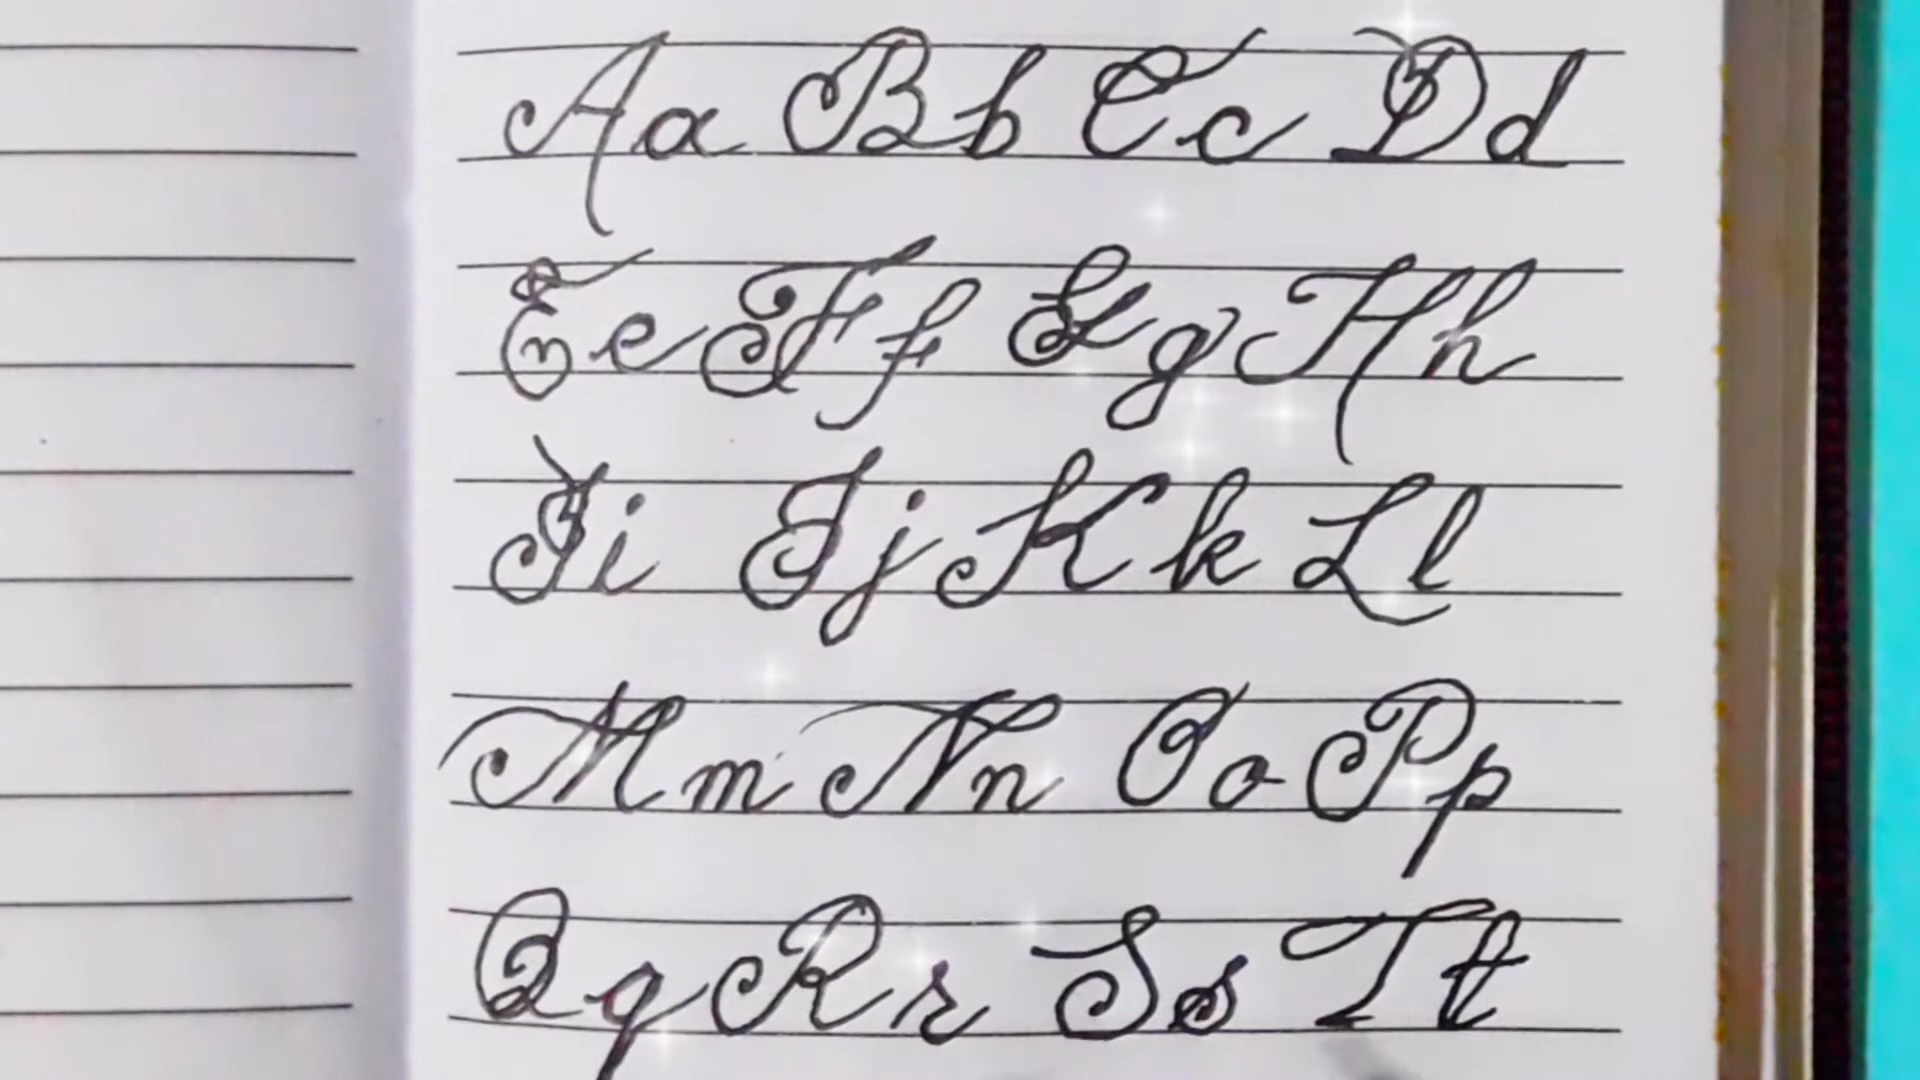 Aa Bb Cc Dd
Ee Ff Gg Hh
Ii Jj Kk Ll
Mm Nn Oo Pp
Qq Rr Ss Tt